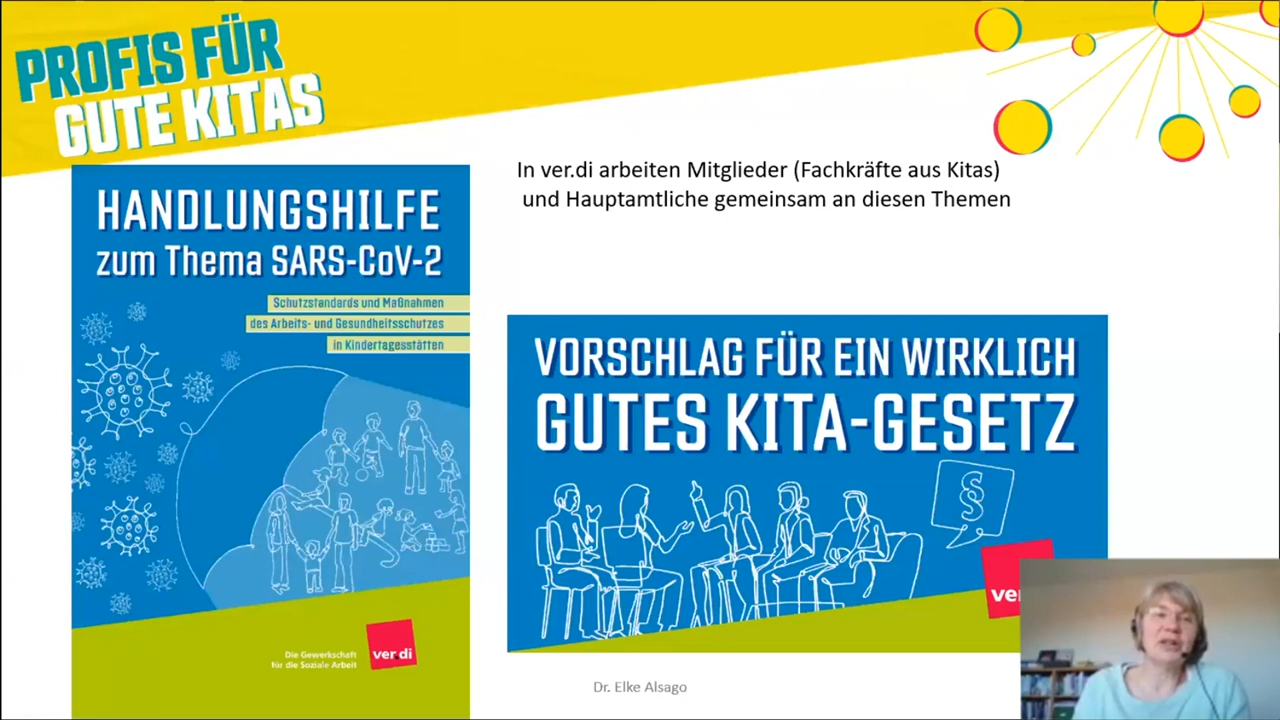 PROFIS FÜR
GUTE KITAS
In ver.di arbeiten Mitglieder (Fachkräfte aus Kitas)
und Hauptamtliche gemeinsam an diesen Themen
HANDLUNGSHILFE
zum Thema SARS-CoV-2
Schutzstandards und Maßnahmen
des Arbeits- und Gesundheitsschutzes
in Kindertagesstätten
Die Gewerkschaft
für die Soziale Arbeit
ver.di
VORSCHLAG FÜR EIN WIRKLICH
GUTES KITA-GESETZ
§
ve
Dr. Elke Alsago